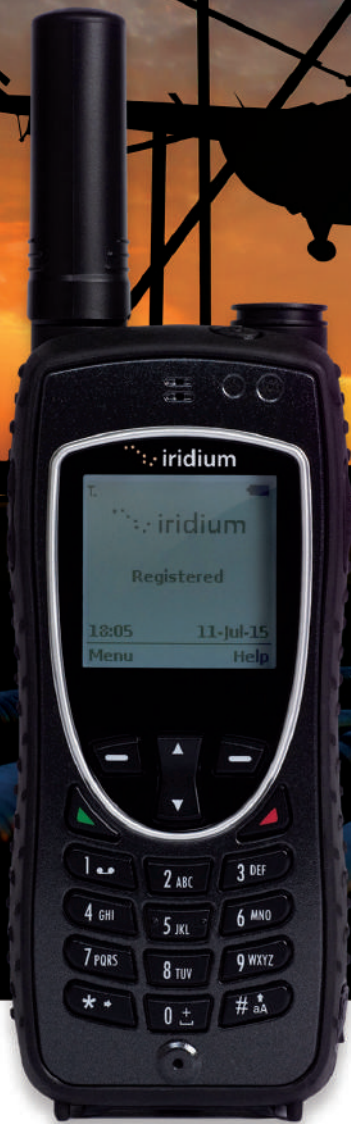 iridium
iridium
Registered
18:05 11-Jul-15
Menu Help
1 2 ABC 3 DEF
4 GHI 5 JKL 6 MNO
7 PQRS 8 TUV 9 WXYZ
* 0 ± # aA